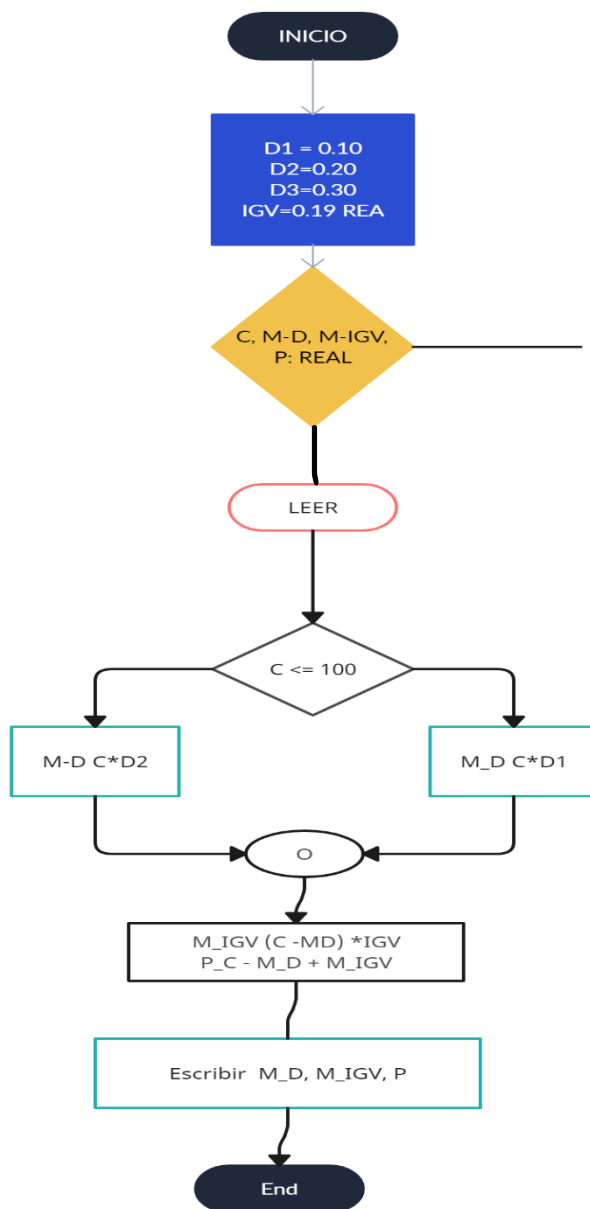 INICIO
D1 = 0.10
D2=0.20
D3=0.30
IGV=0.19 REA
C, M-D, M-IGV,
P: REAL
LEER
C <= 100
M-D C*D2
M_D C*D1
O
M_IGV (C -MD) *IGV
P_C - M_D + M_IGV
Escribir M_D, M_IGV, P
End